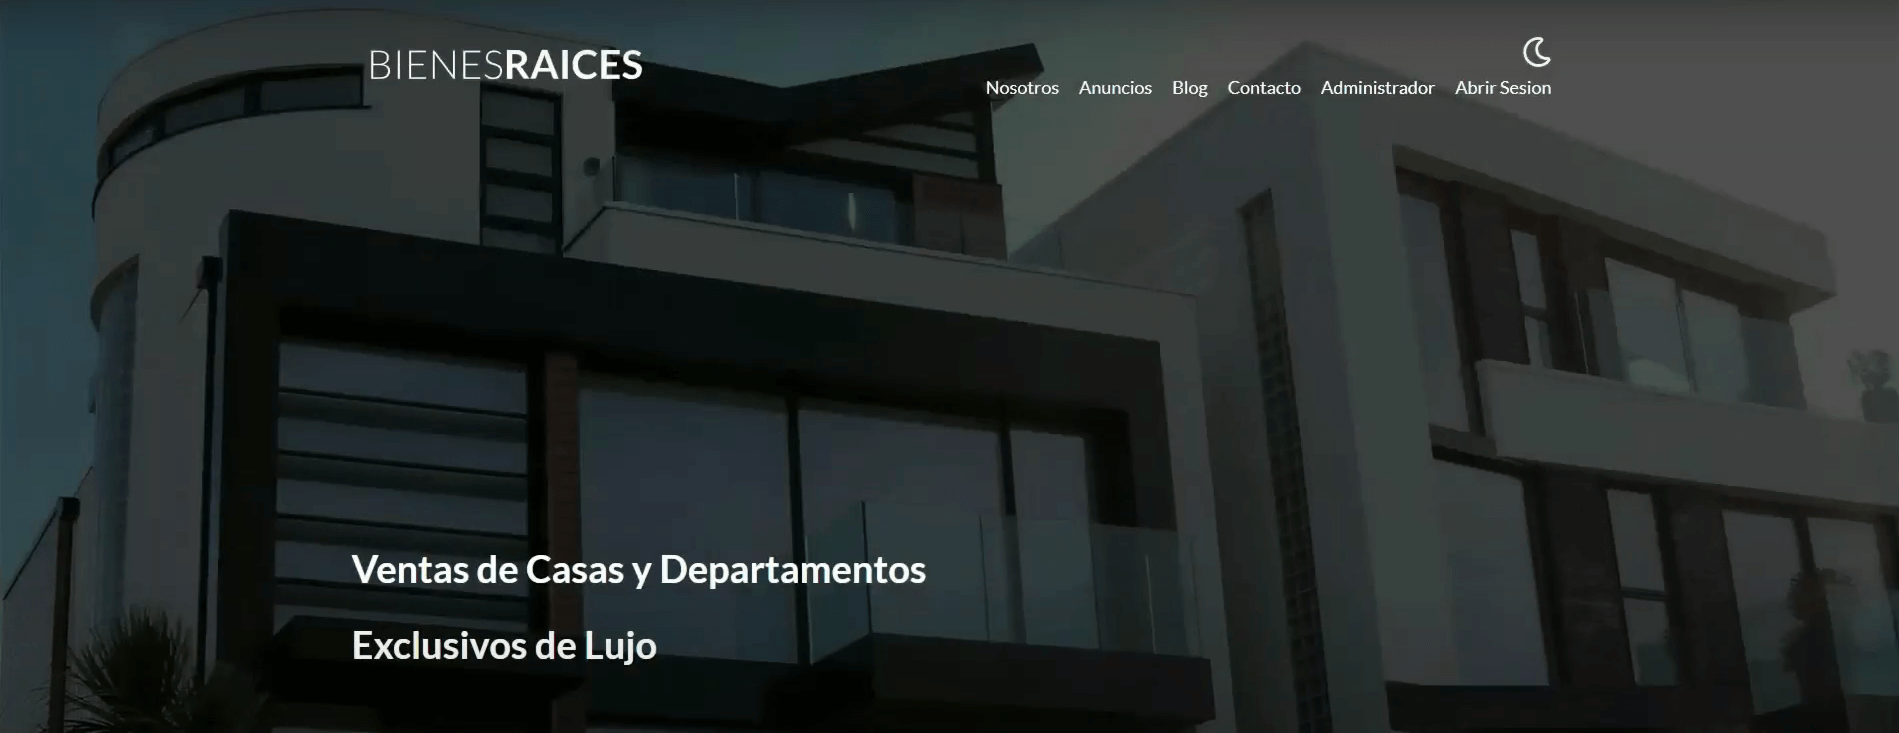 BIENESRAICES
Nosotros Anuncios Blog Contacto Administrador Abrir Sesion
Ventas de Casas y Departamentos
Exclusivos de Lujo